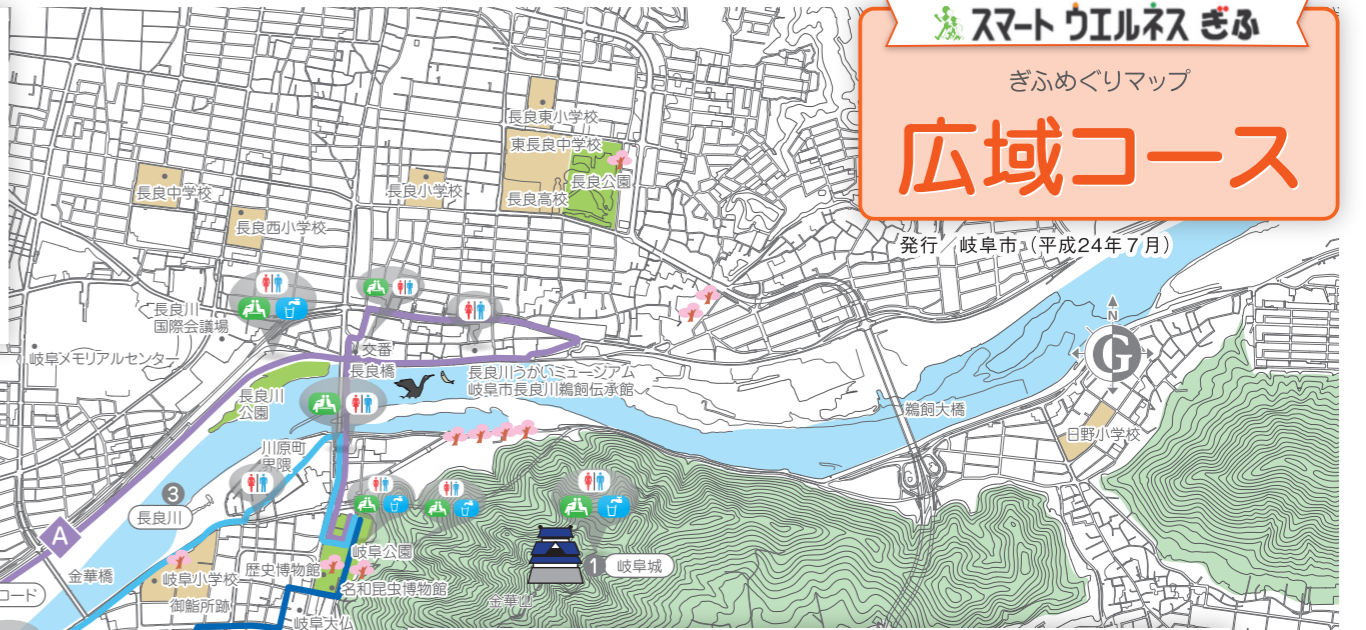 スマート ウエルネス ぎふ
ぎふめぐりマップ
広域コース
発行／岐阜市（平成24年７月）
長良東小学校
東長良中学校
長良公園
長良高校
長良中学校
長良小学校
長良西小学校
長良川
国際会議場
岐阜メモリアルセンター
交番
長良橋
長良川うかいミュージアム
岐阜市長良川鵜飼伝承館
長良川
公園
鵜飼大橋
N
G
日野小学校
川原町
界隈
3
長良川
A
金華橋
コード
岐阜小学校
御鮨所跡
歴史博物館
岐阜公園
名和昆虫博物館
岐阜大仏
1 岐阜城
金華山